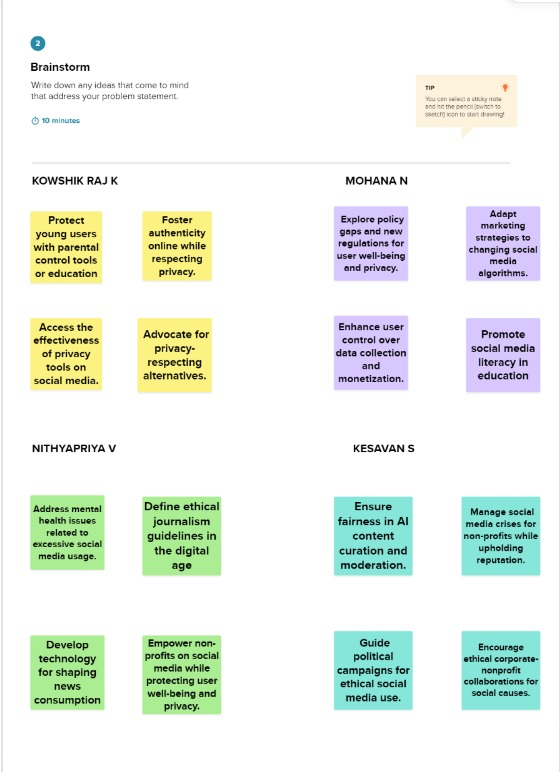 2
Brainstorm
Write down any ideas that come to mind
that address your problem statement.
10 minutes
TIP
You can select a sticky note
and hit the pencil [switch to
sketch] icon to start drawing!
KOWSHIK RAJ K
Protect
young users
with parental
control tools
or education
Foster
authenticity
online while
respecting
privacy.
Access the
effectiveness
of privacy
tools on
social media.
Advocate for
privacy-
respecting
alternatives.
MOHANA N
Explore policy
gaps and new
regulations for
user well-being
and privacy.
Adapt
marketing
strategies to
changing social
media
algorithms.
Enhance user
control over
data collection
and
monetization.
Promote
social media
literacy in
education
NITHYAPRIYA V
Address mental
health issues
related to
excessive social
media usage.
Define ethical
journalism
guidelines in
the digital
age
Develop
technology
for shaping
news
consumption
Empower non-
profits on social
media while
protecting user
well-being and
privacy.
KESAVAN S
Ensure
fairness in AI
content
curation and
moderation.
Manage social
media crises for
non-profits while
upholding
reputation.
Guide
political
campaigns for
ethical social
media use.
Encourage
ethical corporate-
nonprofit
collaborations for
social causes.